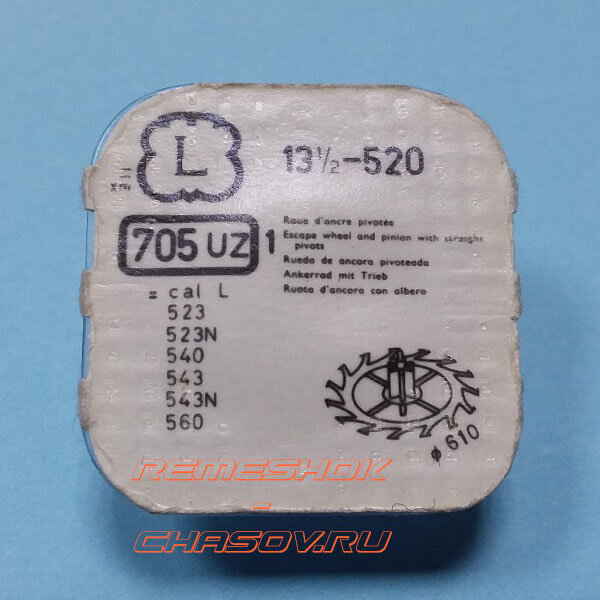 L
13½-520
705 UZ 1
Roue d'ancre pivotée
Escape wheel and pinion with straight
pivots
Rueda de ancora pivoteada
Ankerrad mit Trieb
Ruota d'ancora con albero
= cal L
523
523N
540
543
543N
560
ø 610
REMESHOK
-
CHASOV.RU